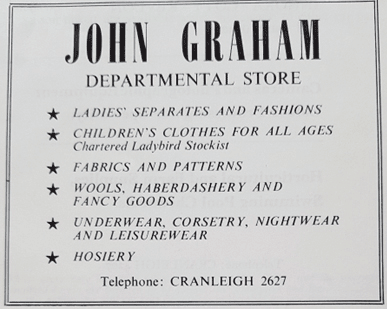 JOHN GRAHAM
DEPARTMENTAL STORE
★ LADIES' SEPARATES AND FASHIONS
★ CHILDREN'S CLOTHES FOR ALL AGES
Chartered Ladybird Stockist
★ FABRICS AND PATTERNS
★ WOOLS, HABERDASHERY AND
FANCY GOODS
★ UNDERWEAR, CORSETRY, NIGHTWEAR
AND LEISUREWEAR
★ HOSIERY
Telephone: CRANLEIGH 2627